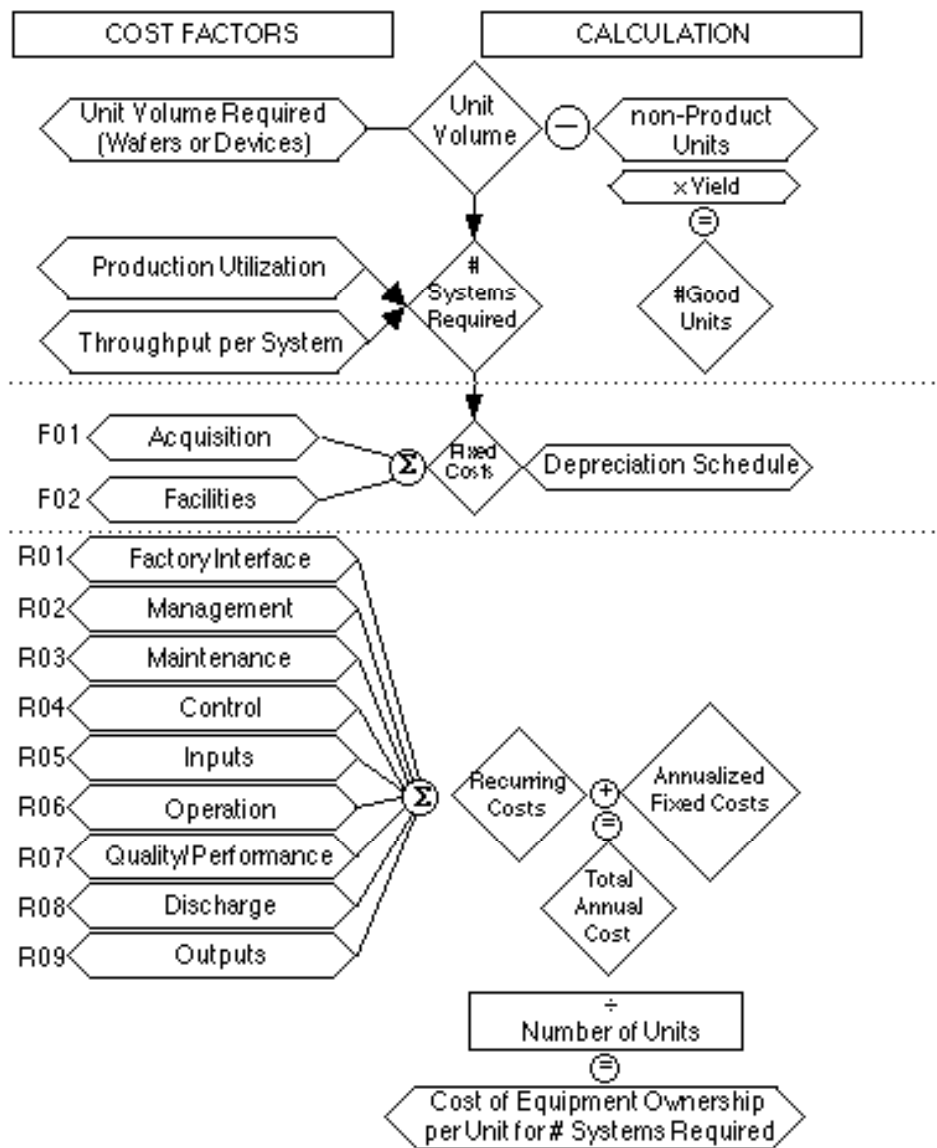 COST FACTORS
CALCULATION
Unit Volume Required
(Wafers or Devices)
Unit
Volume
−
non-Product
Units
x Yield
=
#Good
Units
Production Utilization
Throughput per System
#
Systems
Required
F01
Acquisition
F02
Facilities
Σ
Fixed
Costs
Depreciation Schedule
R01
Factory Interface
R02
Management
R03
Maintenance
R04
Control
R05
Inputs
R06
Operation
R07
Quality/Performance
R08
Discharge
R09
Outputs
Σ
Recurring
Costs
+
Annualized
Fixed Costs
=
Total
Annual
Cost
÷
Number of Units
=
Cost of Equipment Ownership
per Unit for # Systems Required